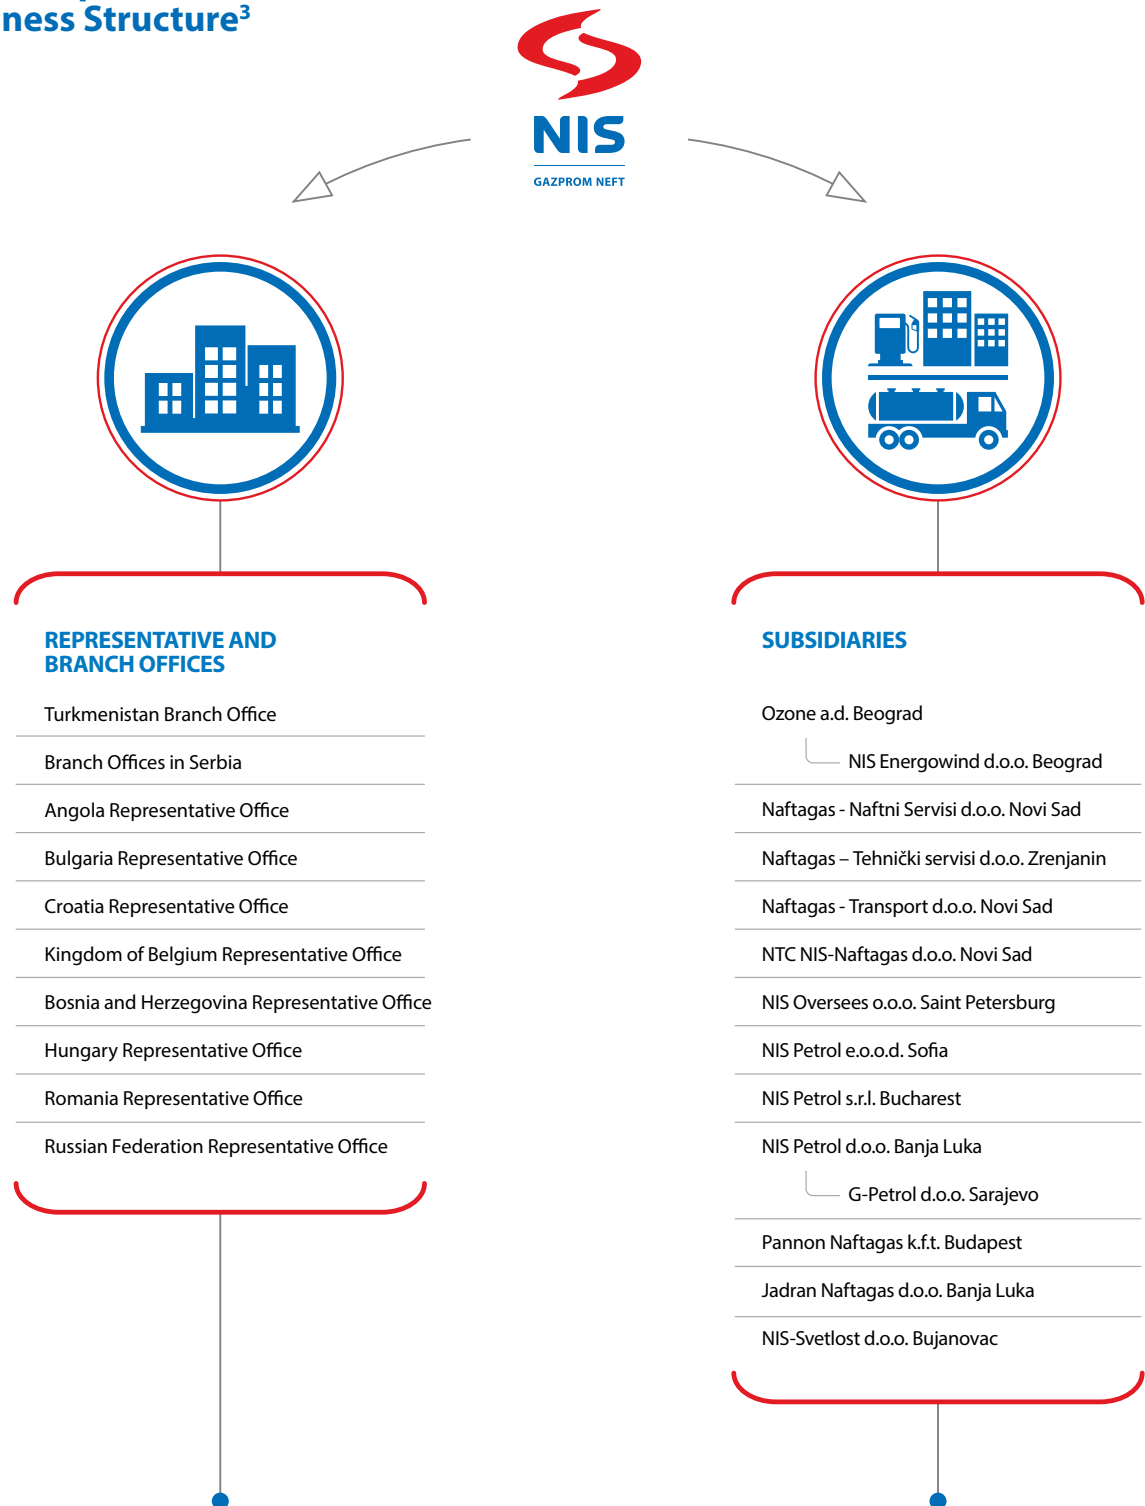 ness Structure³
NIS
GAZPROM NEFT
REPRESENTATIVE AND
BRANCH OFFICES
Turkmenistan Branch Office
Branch Offices in Serbia
Angola Representative Office
Bulgaria Representative Office
Croatia Representative Office
Kingdom of Belgium Representative Office
Bosnia and Herzegovina Representative Office
Hungary Representative Office
Romania Representative Office
Russian Federation Representative Office
SUBSIDIARIES
Ozone a.d. Beograd
NIS Energowind d.o.o. Beograd
Naftagas - Naftni Servisi d.o.o. Novi Sad
Naftagas – Tehnički servisi d.o.o. Zrenjanin
Naftagas - Transport d.o.o. Novi Sad
NTC NIS-Naftagas d.o.o. Novi Sad
NIS Oversees o.o.o. Saint Petersburg
NIS Petrol e.o.o.d. Sofia
NIS Petrol s.r.l. Bucharest
NIS Petrol d.o.o. Banja Luka
G-Petrol d.o.o. Sarajevo
Pannon Naftagas k.f.t. Budapest
Jadran Naftagas d.o.o. Banja Luka
NIS-Svetlost d.o.o. Bujanovac